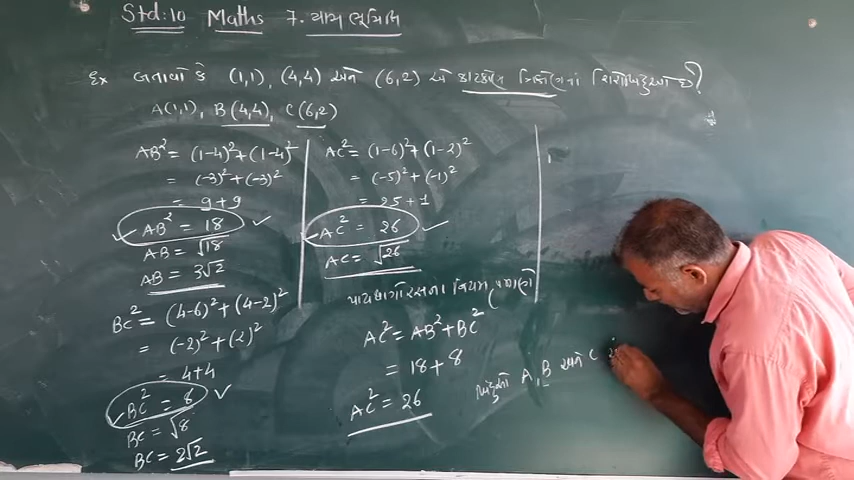 Std:10 Maths 7. યામ ભૂમિતિ
Ex બતાવો કે (1,1), (4,4) અને (6,2) એ કાટકોણ ત્રિકોણનાં શિરોબિંદુઓ છે?
A(1,1), B(4,4), C(6,2)
AB² = (1-4)²+(1-4)²
= (-3)²+(-3)²
= 9+9
AB² = 18
AB = √18
AB = 3√2
BC² = (4-6)²+(4-2)²
= (-2)²+(2)²
= 4+4
BC² = 8
BC = √8
BC = 2√2
AC² = (1-6)²+(1-2)²
= (-5)²+(-1)²
= 25+1
AC² = 26
AC = √26
પાયથાગોરસના નિયમ પ્રમાણે
AC² = AB²+BC²
= 18+8
AC² = 26
બિંદુઓ A, B અને C